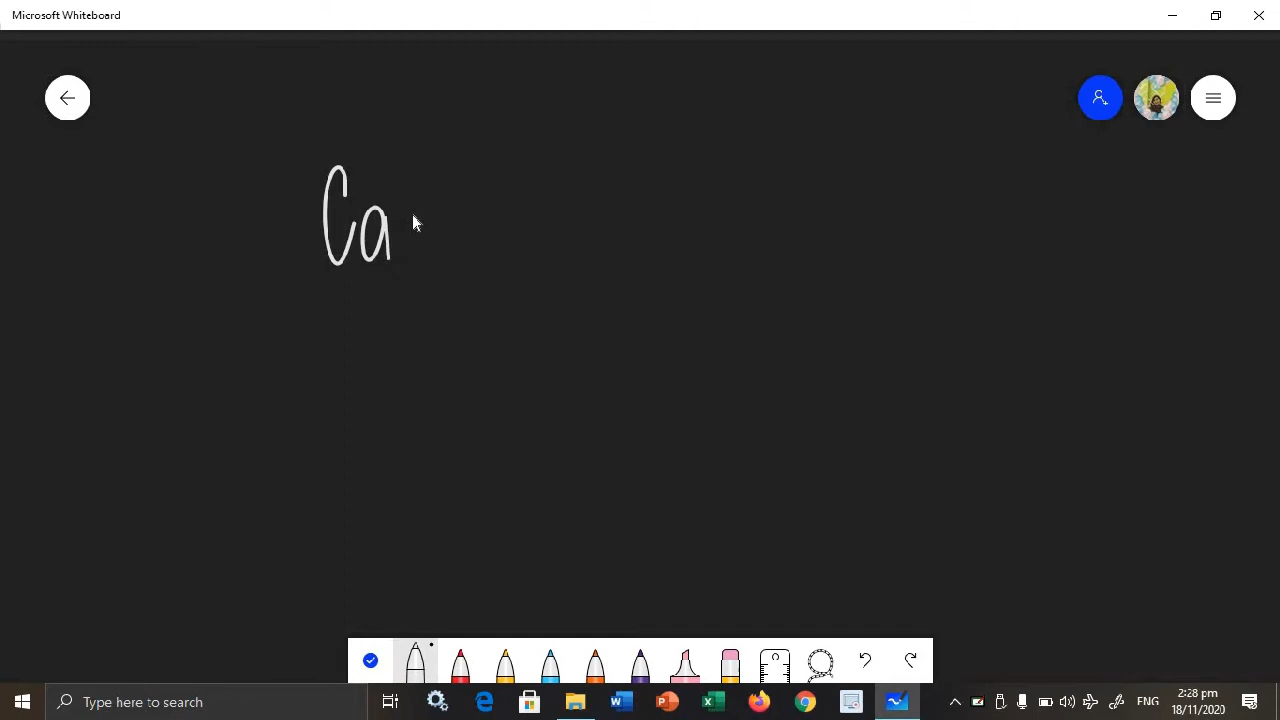 Microsoft Whiteboard
Ca
Type here to search
ENG
2:28 pm
18/11/2020